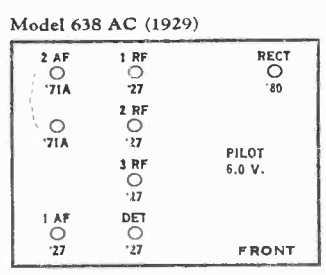 Model 638 AC (1929)
2 AF 1 RF RECT
'71A '27 '80
2 RF
'71A '27
PILOT
6.0 V.
3 RF
'27
1 AF DET
'27 '27
FRONT